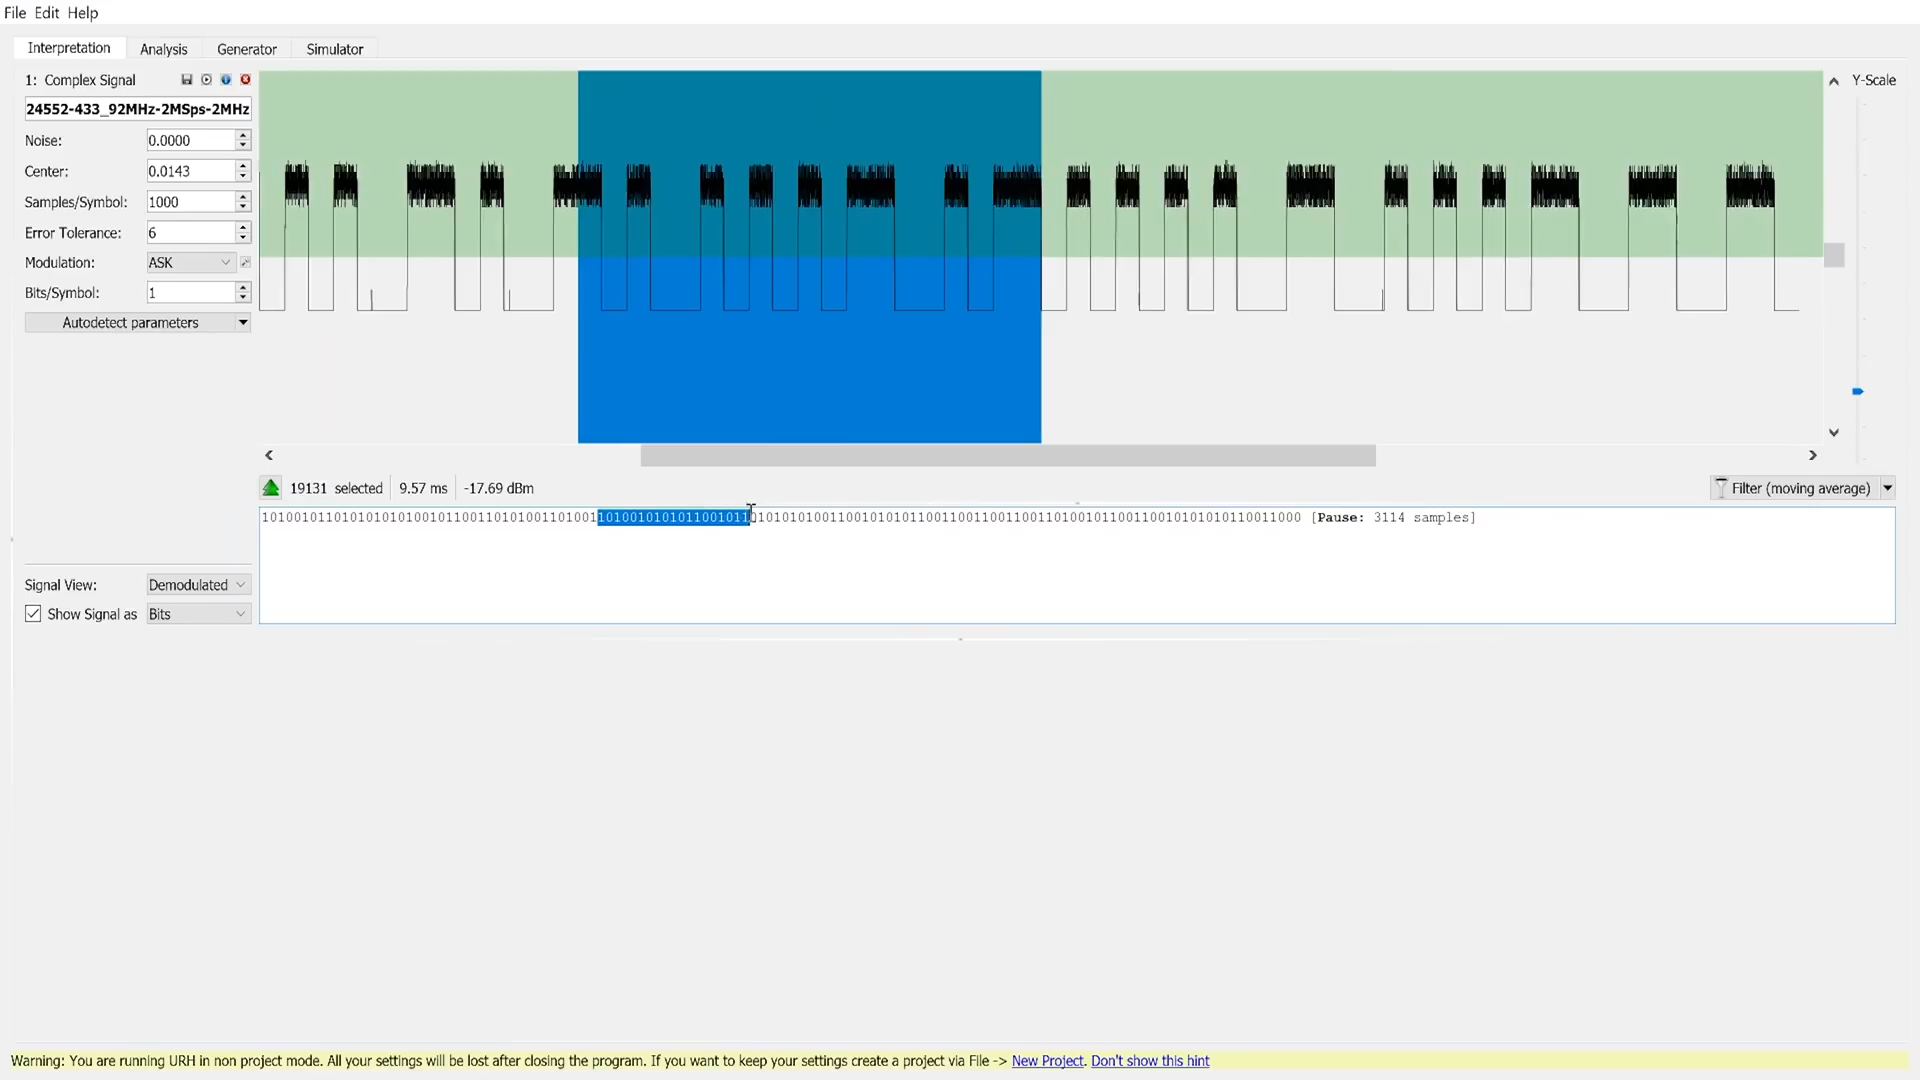 File Edit Help
Interpretation Analysis Generator Simulator
1: Complex Signal
24552-433_92MHz-2MSps-2MHz
Noise: 0.0000
Center: 0.0143
Samples/Symbol: 1000
Error Tolerance: 6
Modulation: ASK
Bits/Symbol: 1
Autodetect parameters
Y-Scale
19131 selected 9.57 ms -17.69 dBm
Filter (moving average)
1010010110101010101001011001101010011010011010010101011001011010101010011001010101100110011001100110100101100110010101010110011000 [Pause: 3114 samples]
Signal View: Demodulated
Show Signal as Bits
Warning: You are running URH in non project mode. All your settings will be lost after closing the program. If you want to keep your settings create a project via File -> New Project. Don't show this hint